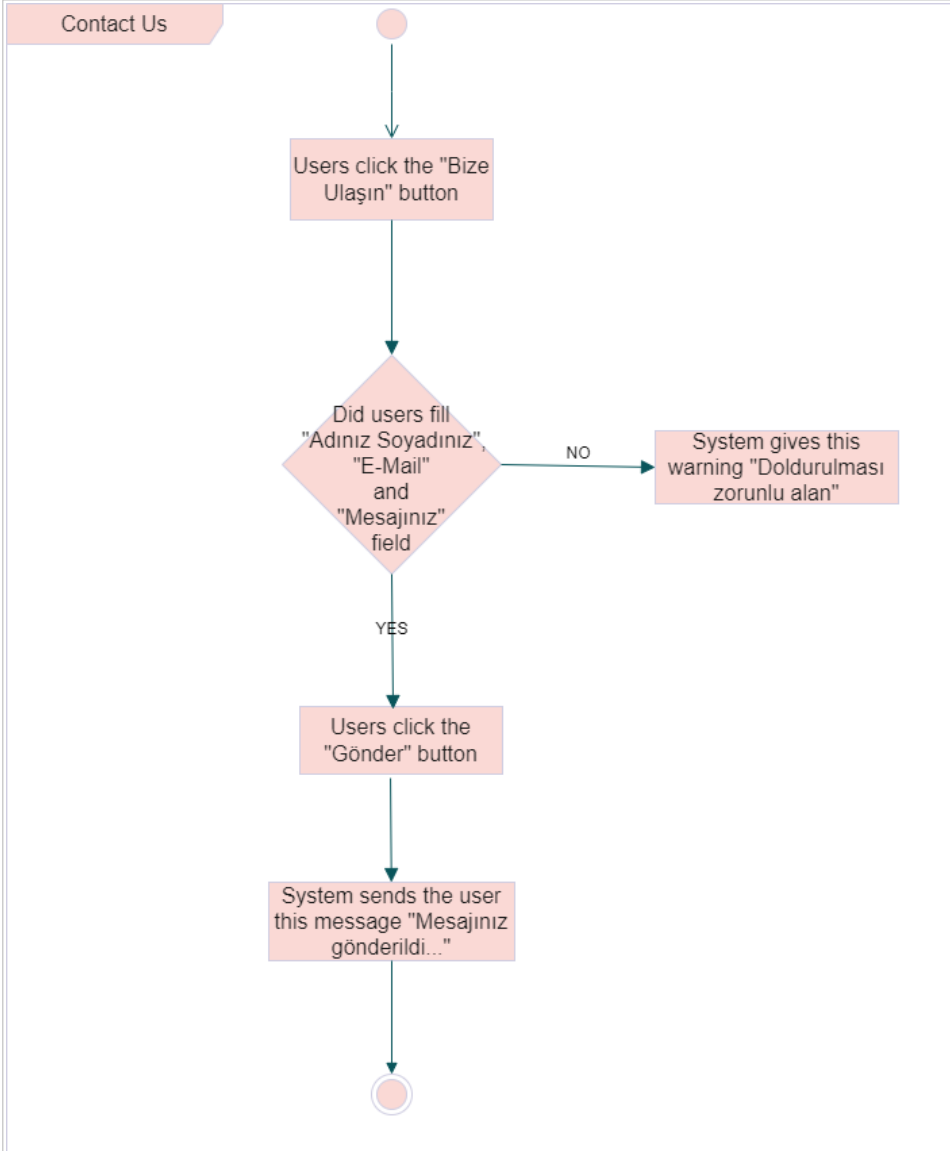 Contact Us
Users click the "Bize
Ulaşın" button
Did users fill
"Adınız Soyadınız",
"E-Mail"
and
"Mesajınız"
field
NO
System gives this
warning "Doldurulması
zorunlu alan"
YES
Users click the
"Gönder" button
System sends the user
this message "Mesajınız
gönderildi..."